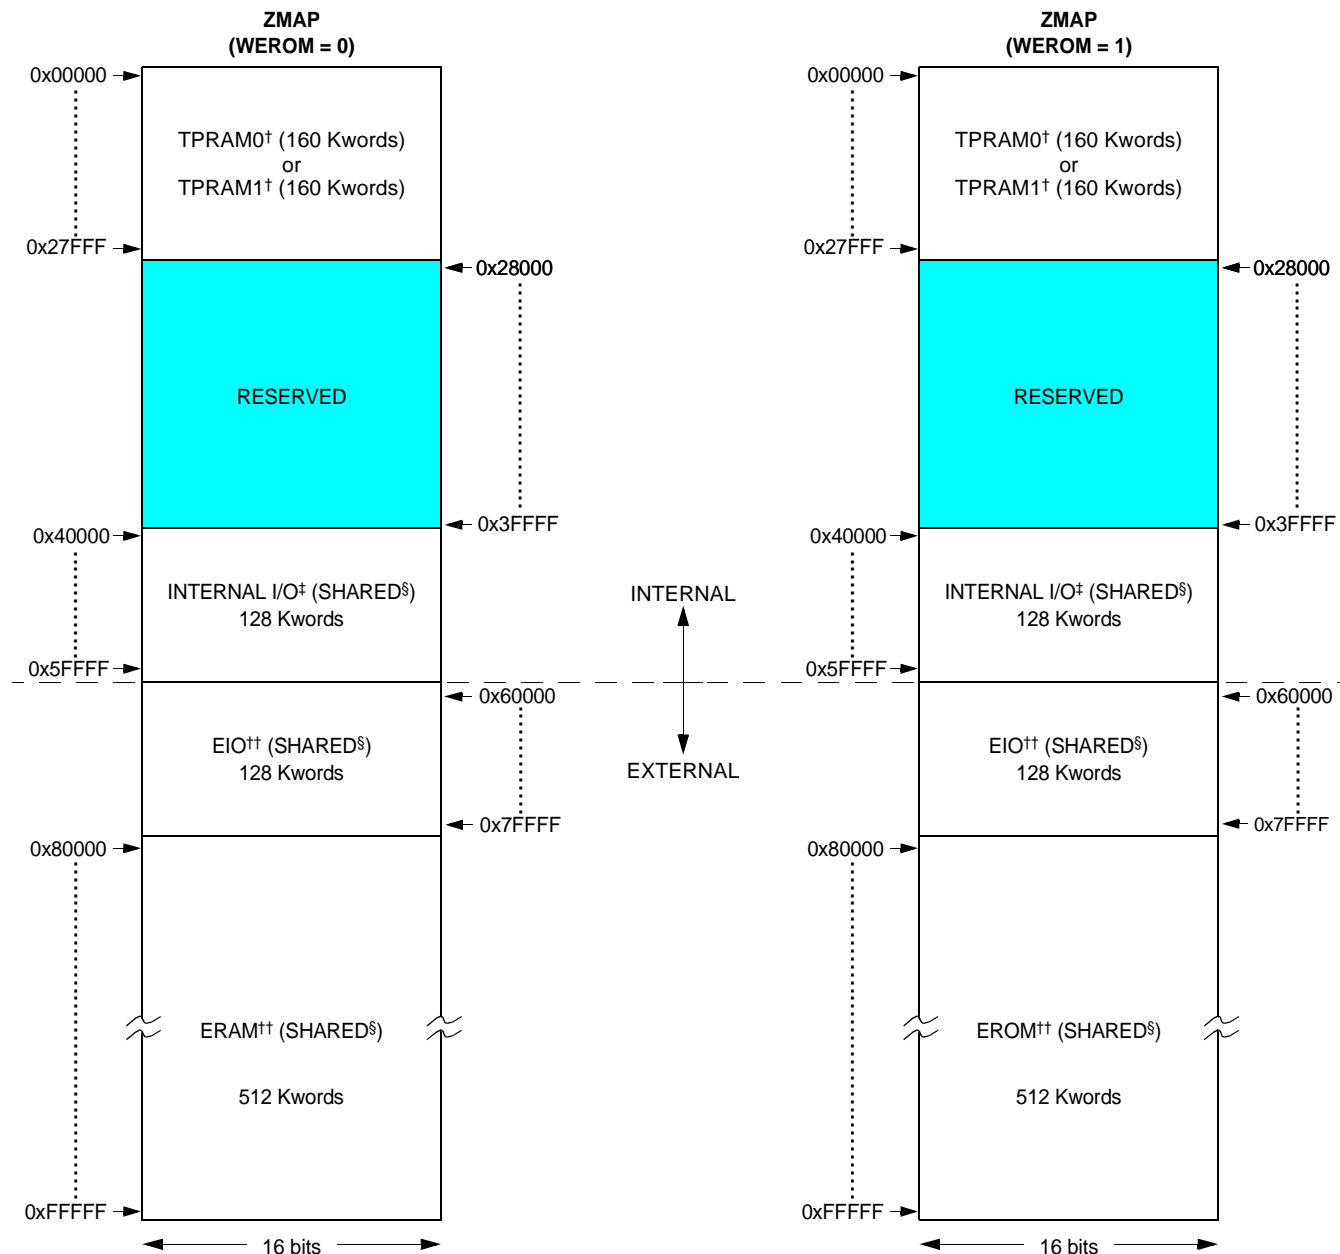 ZMAP
(WEROM = 0)
0x00000
TPRAM0† (160 Kwords)
or
TPRAM1† (160 Kwords)
0x27FFF
0x28000
RESERVED
0x3FFFF
0x40000
INTERNAL I/O‡ (SHARED§)
128 Kwords
0x5FFFF
0x60000
EIO†† (SHARED§)
128 Kwords
0x7FFFF
0x80000
ERAM†† (SHARED§)
512 Kwords
0xFFFFF
16 bits
INTERNAL
EXTERNAL
ZMAP
(WEROM = 1)
0x00000
TPRAM0† (160 Kwords)
or
TPRAM1† (160 Kwords)
0x27FFF
0x28000
RESERVED
0x3FFFF
0x40000
INTERNAL I/O‡ (SHARED§)
128 Kwords
0x5FFFF
0x60000
EIO†† (SHARED§)
128 Kwords
0x7FFFF
0x80000
EROM†† (SHARED§)
512 Kwords
0xFFFFF
16 bits